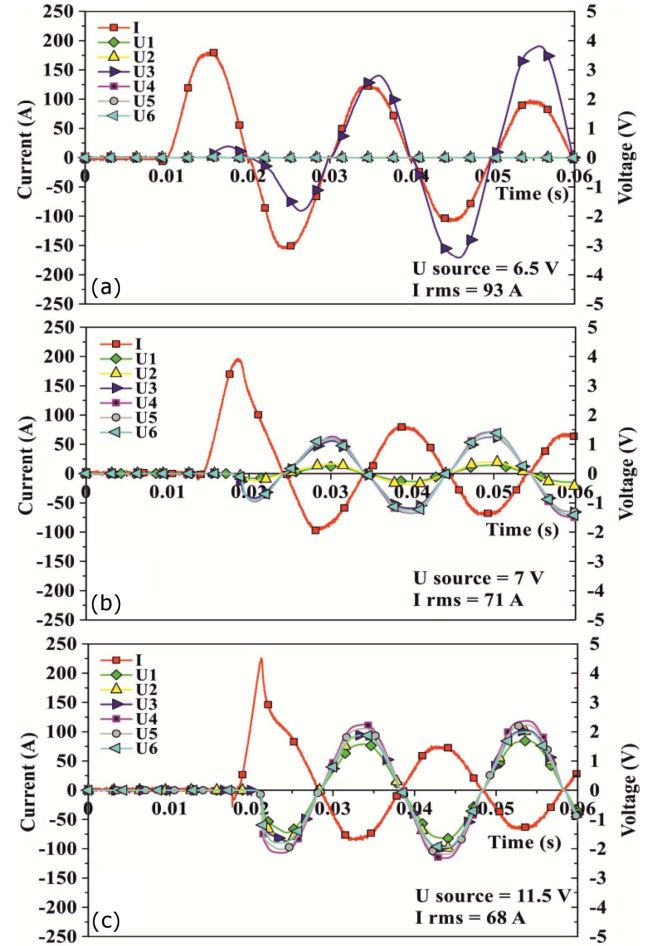 250
200
150
100
50
0
-50
-100
-150
-200
-250
Current (A)
I
U1
U2
U3
U4
U5
U6
0
0.01
0.02
0.03
0.04
0.05
0.06
Time (s)
5
4
3
2
1
0
-1
-2
-3
-4
-5
Voltage (V)
U source = 6.5 V
I rms = 93 A
(a)
250
200
150
100
50
0
-50
-100
-150
-200
-250
Current (A)
I
U1
U2
U3
U4
U5
U6
0
0.01
0.02
0.03
0.04
0.05
0.06
Time (s)
5
4
3
2
1
0
-1
-2
-3
-4
-5
Voltage (V)
U source = 7 V
I rms = 71 A
(b)
250
200
150
100
50
0
-50
-100
-150
-200
-250
Current (A)
I
U1
U2
U3
U4
U5
U6
0
0.01
0.02
0.03
0.04
0.05
0.06
Time (s)
5
4
3
2
1
0
-1
-2
-3
-4
-5
Voltage (V)
U source = 11.5 V
I rms = 68 A
(c)